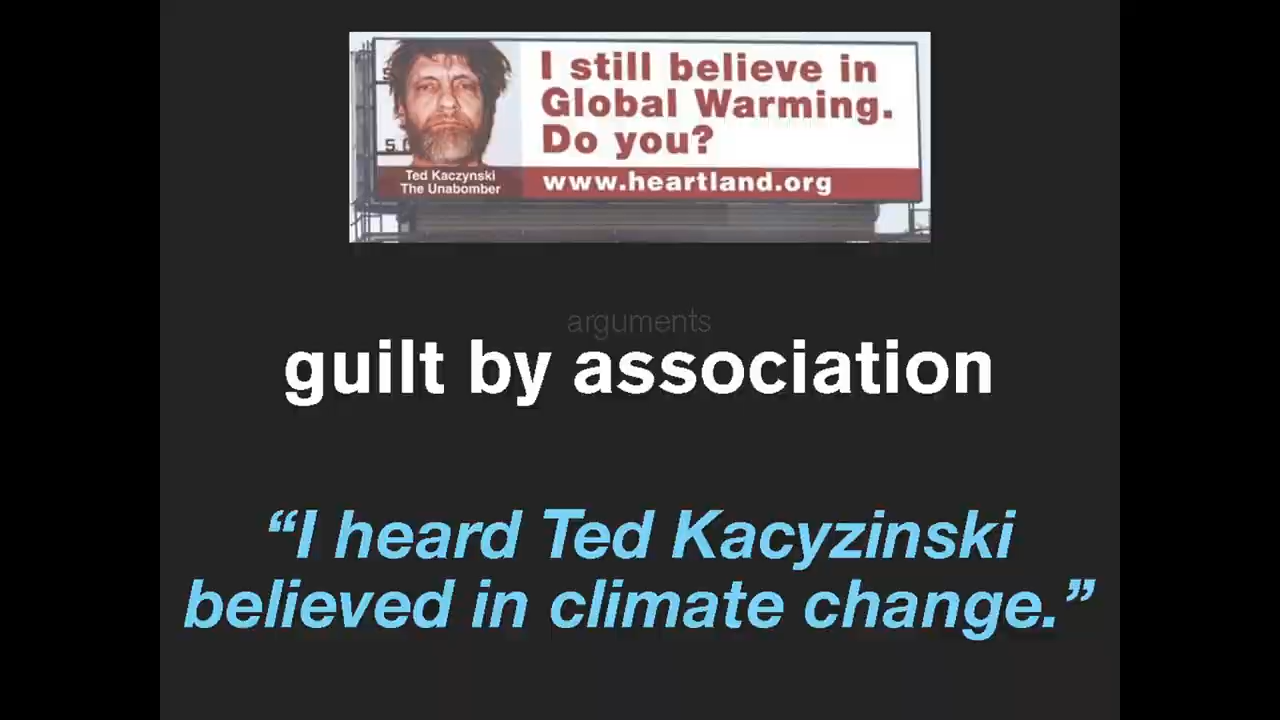 I still believe in
Global Warming.
Do you?
Ted Kaczynski
The Unabomber
www.heartland.org
arguments
guilt by association
“I heard Ted Kacyzinski
believed in climate change.”